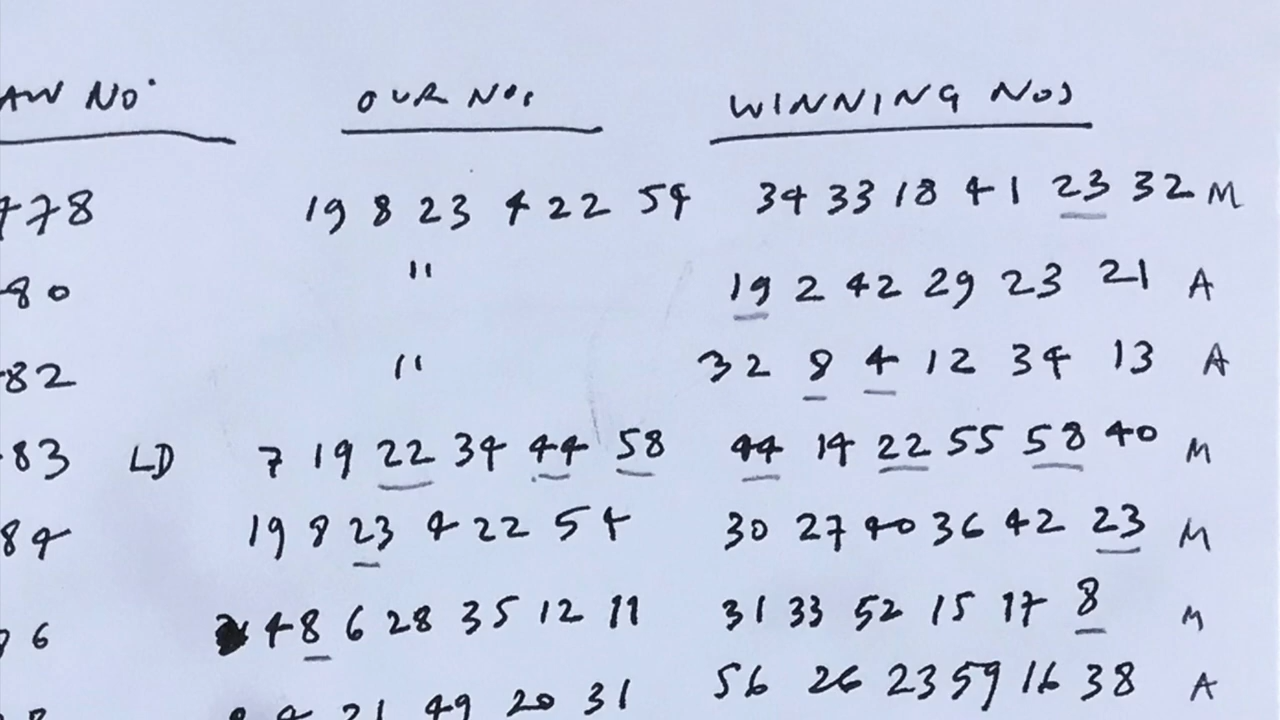 AW NO. OUR Nos WINNING NOS
478 19 8 23 4 22 54 34 33 18 41 23 32 M
80 " 19 2 42 29 23 21 A
82 " 32 8 4 12 34 13 A
83 LD 7 19 22 34 44 58 44 14 22 55 58 40 M
84 19 8 23 4 22 54 30 27 40 36 42 23 M
6 4 8 6 28 35 12 11 31 33 52 15 17 8 M
21 49 20 31 56 26 23 59 16 38 A